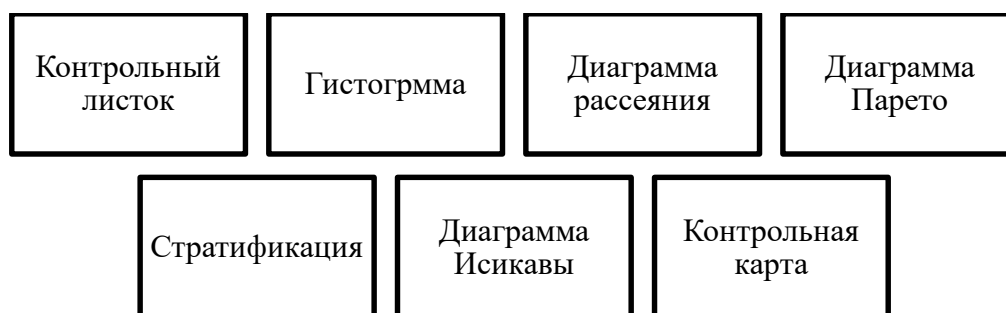 Контрольный
листок
Гистогрмма
Диаграмма
рассеяния
Диаграмма
Парето
Стратификация
Диаграмма
Исикавы
Контрольная
карта